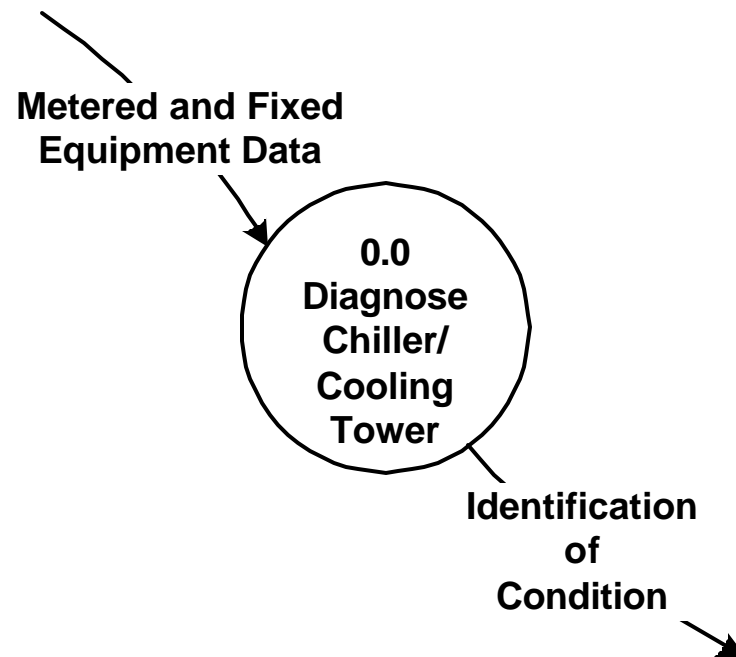 Metered and Fixed
Equipment Data
0.0
Diagnose
Chiller/
Cooling
Tower
Identification
of
Condition